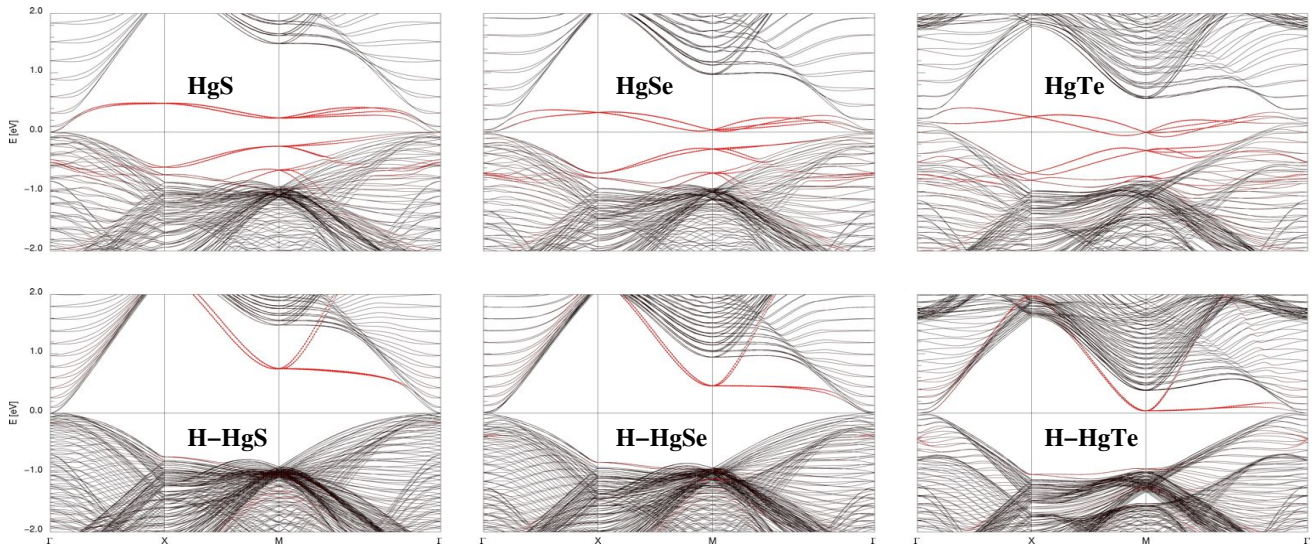 2.0
1.0
0.0
−1.0
−2.0
E [eV]
HgS
HgSe
HgTe
2.0
1.0
0.0
−1.0
−2.0
E [eV]
H−HgS
H−HgSe
H−HgTe
Γ X M Γ
Γ X M Γ
Γ X M Γ